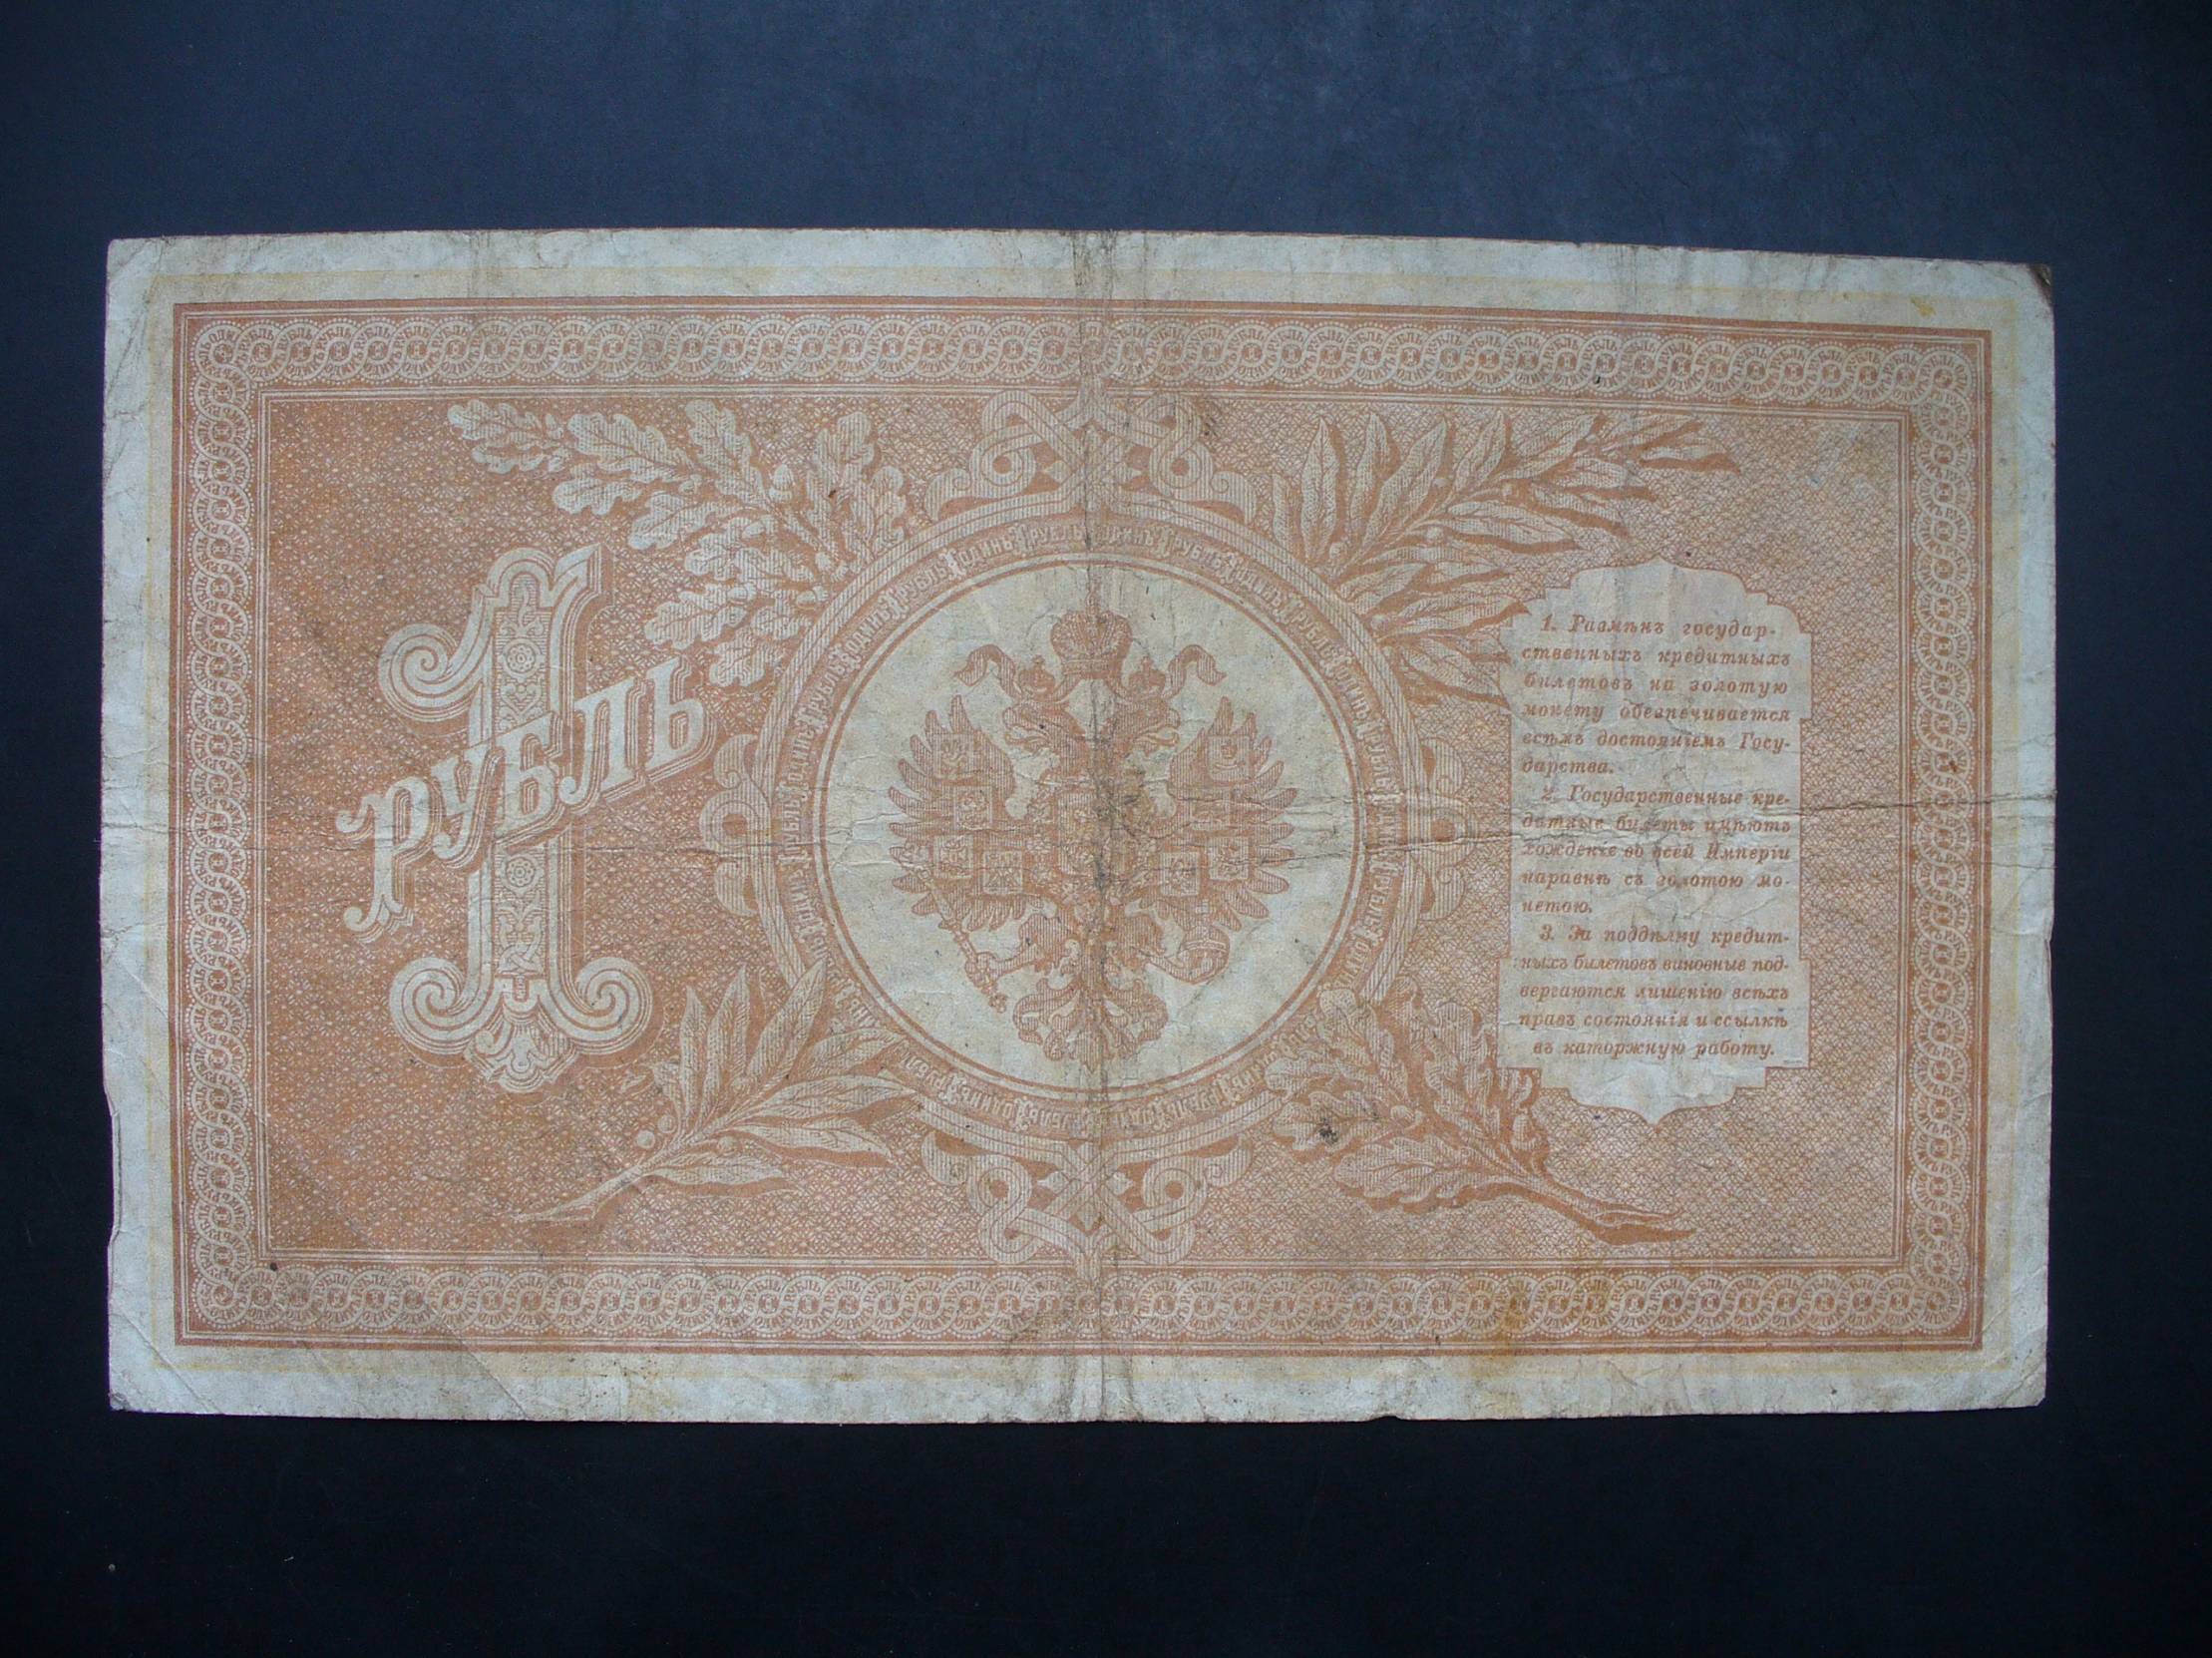 1 рубль
1. Размѣнъ государ-
ственныхъ кредитныхъ
билетовъ на золотую
монету обезпечивается
всѣмъ достояніемъ Госу-
дарства.
2. Государственные кре-
дитные билеты имѣютъ
хожденіе во всей Имперіи
наравнѣ съ золотою мо-
нетою.
3. За поддѣлку кредит-
ныхъ билетовъ виновные под-
вергаются лишенію всѣхъ
правъ состоянія и ссылкѣ
въ каторжную работу.